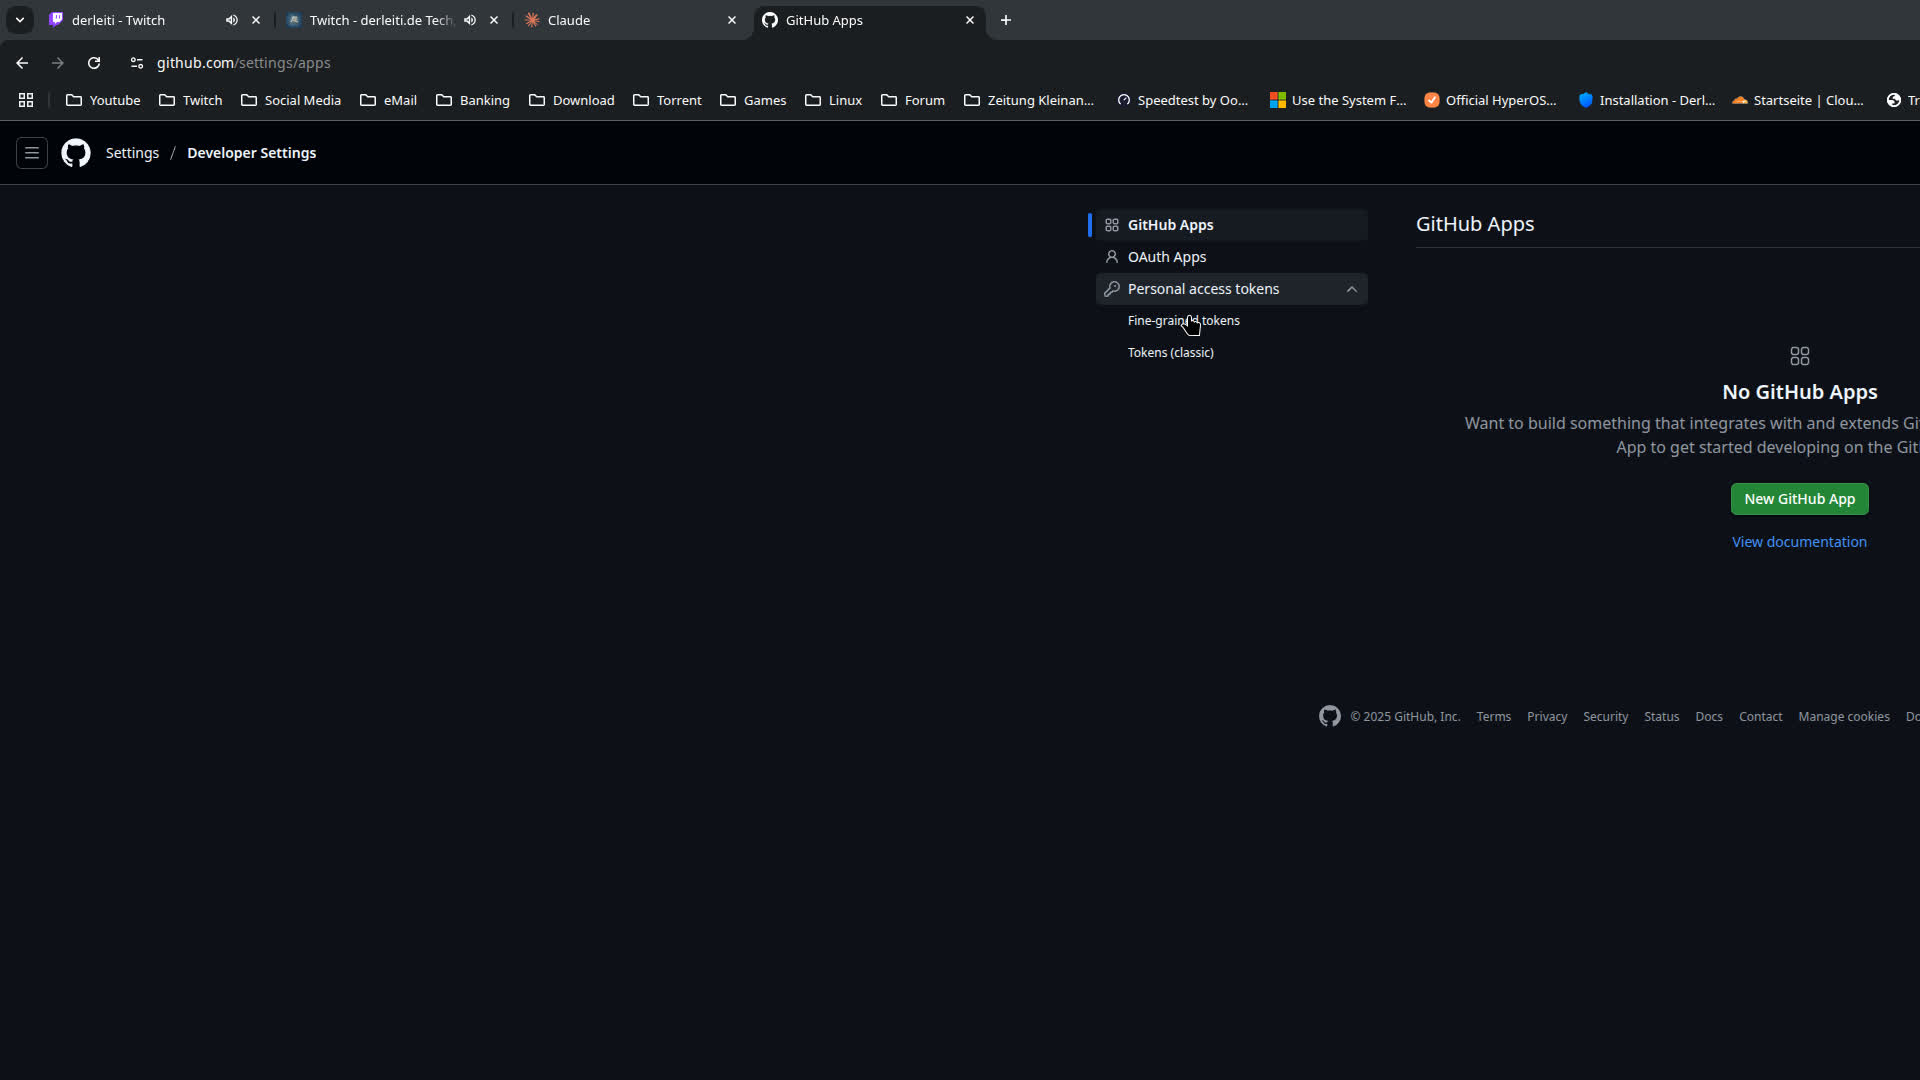 derleiti - Twitch
Twitch - derleiti.de Tech
Claude
GitHub Apps
github.com/settings/apps
Youtube
Twitch
Social Media
eMail
Banking
Download
Torrent
Games
Linux
Forum
Zeitung Kleinan...
Speedtest by Oo...
Use the System F...
Official HyperOS...
Installation - Derl...
Startseite | Clou...
Tr
Settings / Developer Settings
GitHub Apps
OAuth Apps
Personal access tokens
Fine-grained tokens
Tokens (classic)
GitHub Apps
No GitHub Apps
Want to build something that integrates with and extends Gi
App to get started developing on the Git
New GitHub App
View documentation
© 2025 GitHub, Inc.
Terms
Privacy
Security
Status
Docs
Contact
Manage cookies
Do